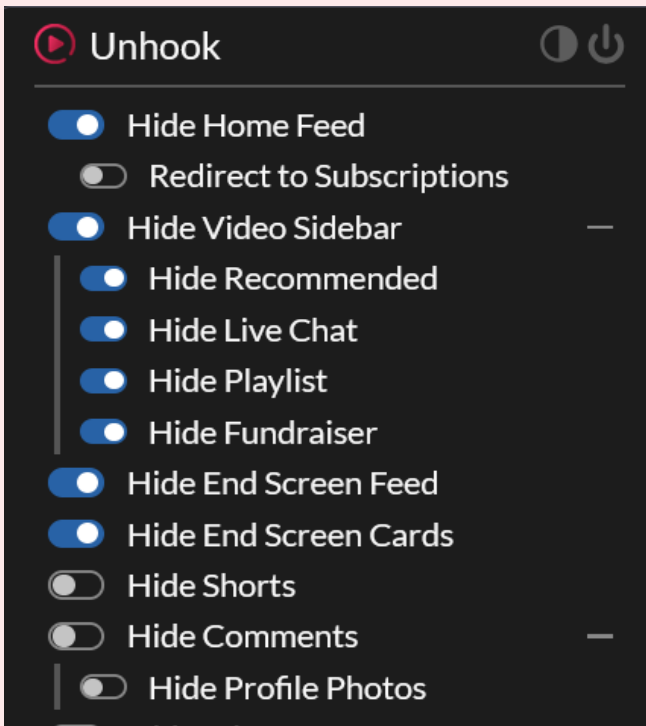 Unhook
Hide Home Feed
Redirect to Subscriptions
Hide Video Sidebar
Hide Recommended
Hide Live Chat
Hide Playlist
Hide Fundraiser
Hide End Screen Feed
Hide End Screen Cards
Hide Shorts
Hide Comments
Hide Profile Photos